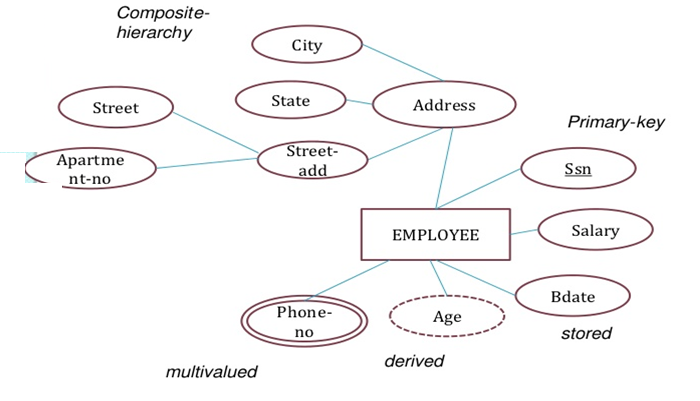 Composite-
hierarchy
City
State
Address
Street
Primary-key
Street-
add
Apartme
nt-no
Ssn
EMPLOYEE
Salary
Bdate
Phone-
no
Age
stored
derived
multivalued